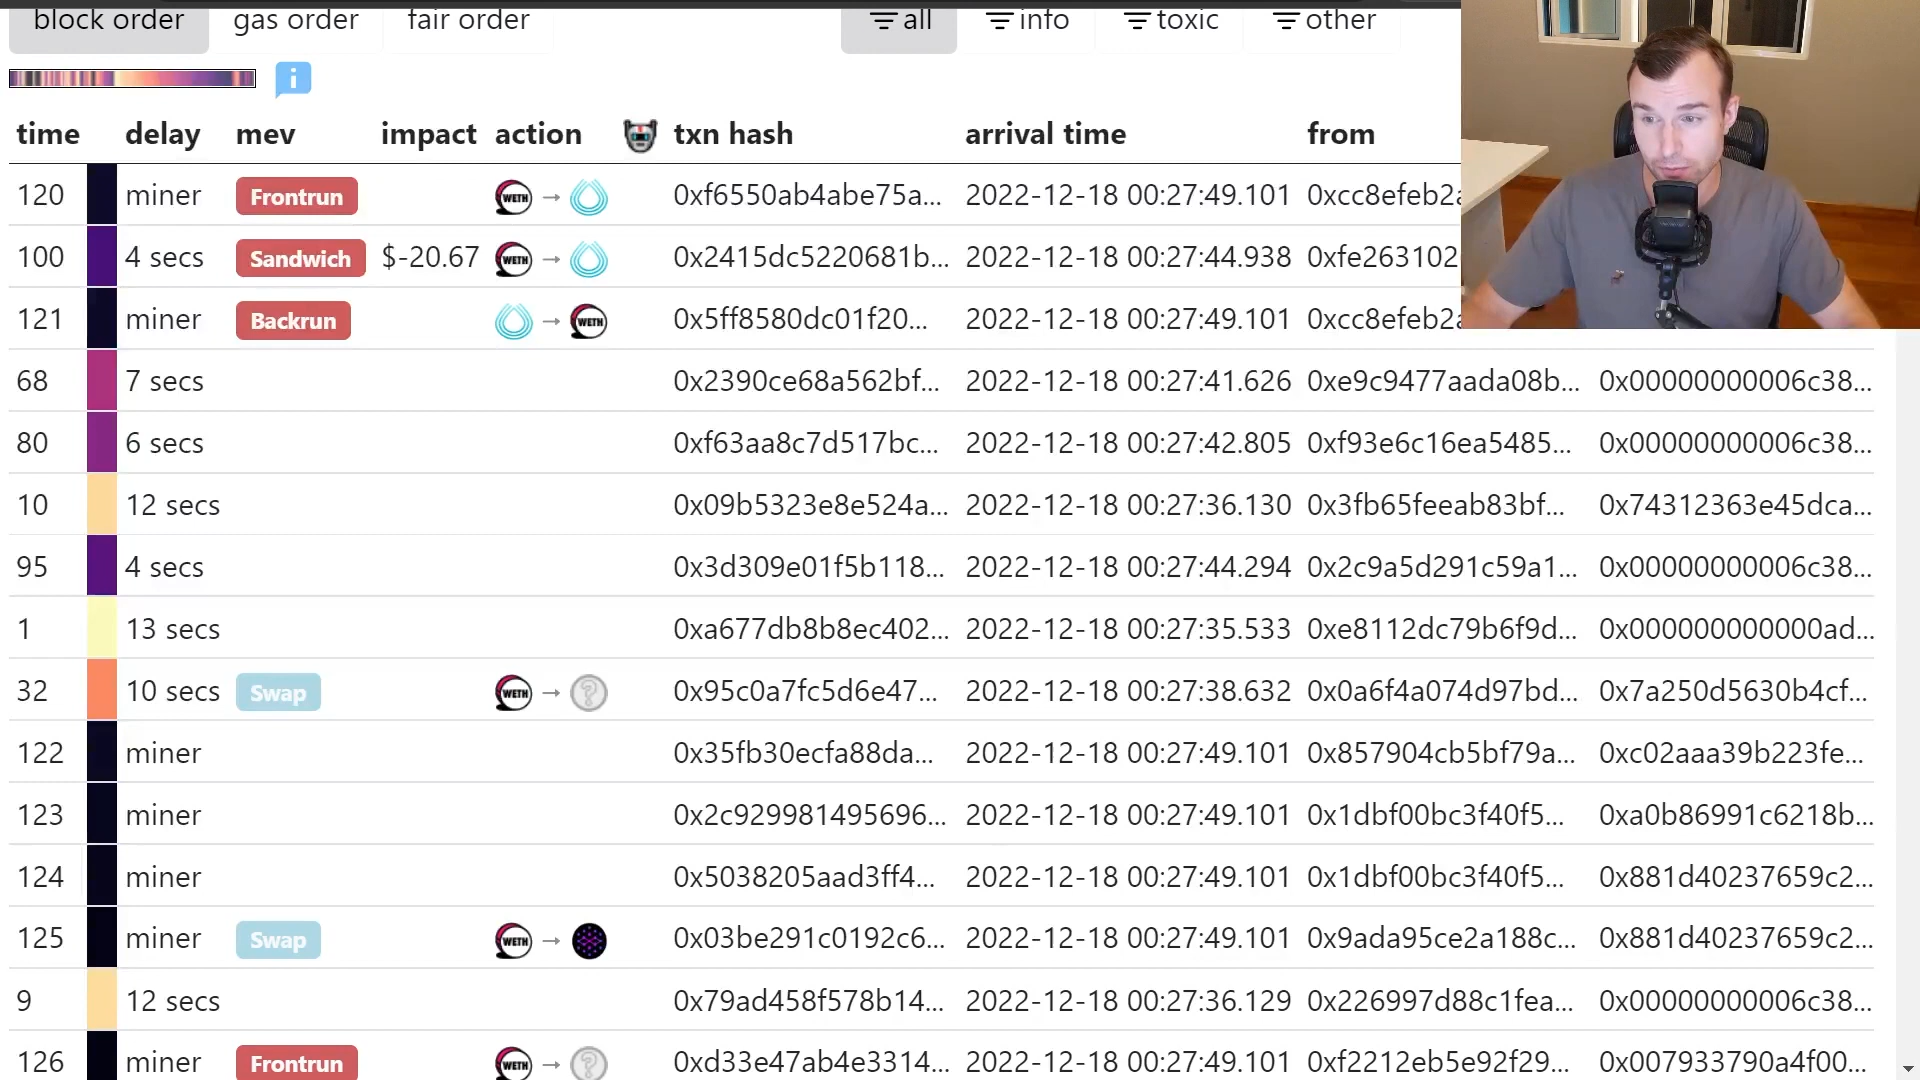 block order gas order fair order all info toxic other
i
time delay mev impact action txn hash arrival time from
120 miner Frontrun WETH → 0xf6550ab4abe75a... 2022-12-18 00:27:49.101 0xcc8efeb2a
100 4 secs Sandwich $-20.67 WETH → 0x2415dc5220681b... 2022-12-18 00:27:44.938 0xfe263102
121 miner Backrun → WETH 0x5ff8580dc01f20... 2022-12-18 00:27:49.101 0xcc8efeb2a
68 7 secs 0x2390ce68a562bf... 2022-12-18 00:27:41.626 0xe9c9477aada08b... 0x00000000006c38...
80 6 secs 0xf63aa8c7d517bc... 2022-12-18 00:27:42.805 0xf93e6c16ea5485... 0x00000000006c38...
10 12 secs 0x09b5323e8e524a... 2022-12-18 00:27:36.130 0x3fb65feeab83bf... 0x74312363e45dca...
95 4 secs 0x3d309e01f5b118... 2022-12-18 00:27:44.294 0x2c9a5d291c59a1... 0x00000000006c38...
1 13 secs 0xa677db8b8ec402... 2022-12-18 00:27:35.533 0xe8112dc79b6f9d... 0x000000000000ad...
32 10 secs Swap WETH → ? 0x95c0a7fc5d6e47... 2022-12-18 00:27:38.632 0x0a6f4a074d97bd... 0x7a250d5630b4cf...
122 miner 0x35fb30ecfa88da... 2022-12-18 00:27:49.101 0x857904cb5bf79a... 0xc02aaa39b223fe...
123 miner 0x2c929981495696... 2022-12-18 00:27:49.101 0x1dbf00bc3f40f5... 0xa0b86991c6218b...
124 miner 0x5038205aad3ff4... 2022-12-18 00:27:49.101 0x1dbf00bc3f40f5... 0x881d40237659c2...
125 miner Swap WETH → 0x03be291c0192c6... 2022-12-18 00:27:49.101 0x9ada95ce2a188c... 0x881d40237659c2...
9 12 secs 0x79ad458f578b14... 2022-12-18 00:27:36.129 0x226997d88c1fea... 0x00000000006c38...
126 miner Frontrun WETH → ? 0xd33e47ab4e3314... 2022-12-18 00:27:49.101 0xf2212eb5e92f29... 0x007933790a4f00...